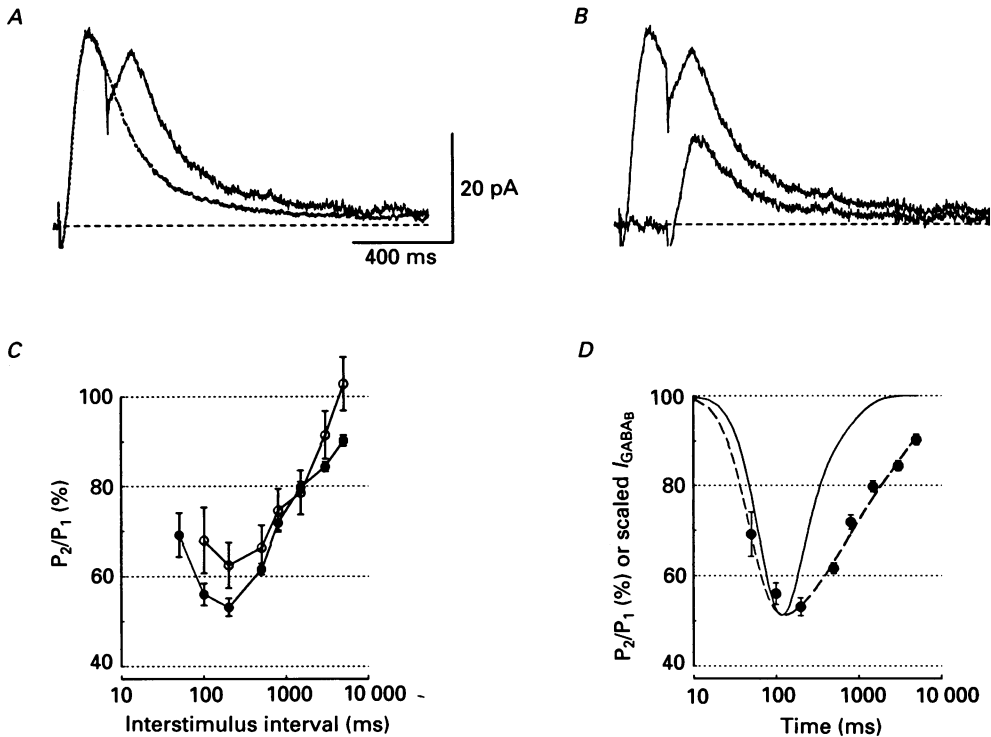 A
B
20 pA
400 ms
C
D
P₂/P₁ (%)
100
80
60
40
10
100
1000
10 000
Interstimulus interval (ms)
P₂/P₁ (%) or scaled I_GABA_B
100
80
60
40
10
100
1000
10 000
Time (ms)